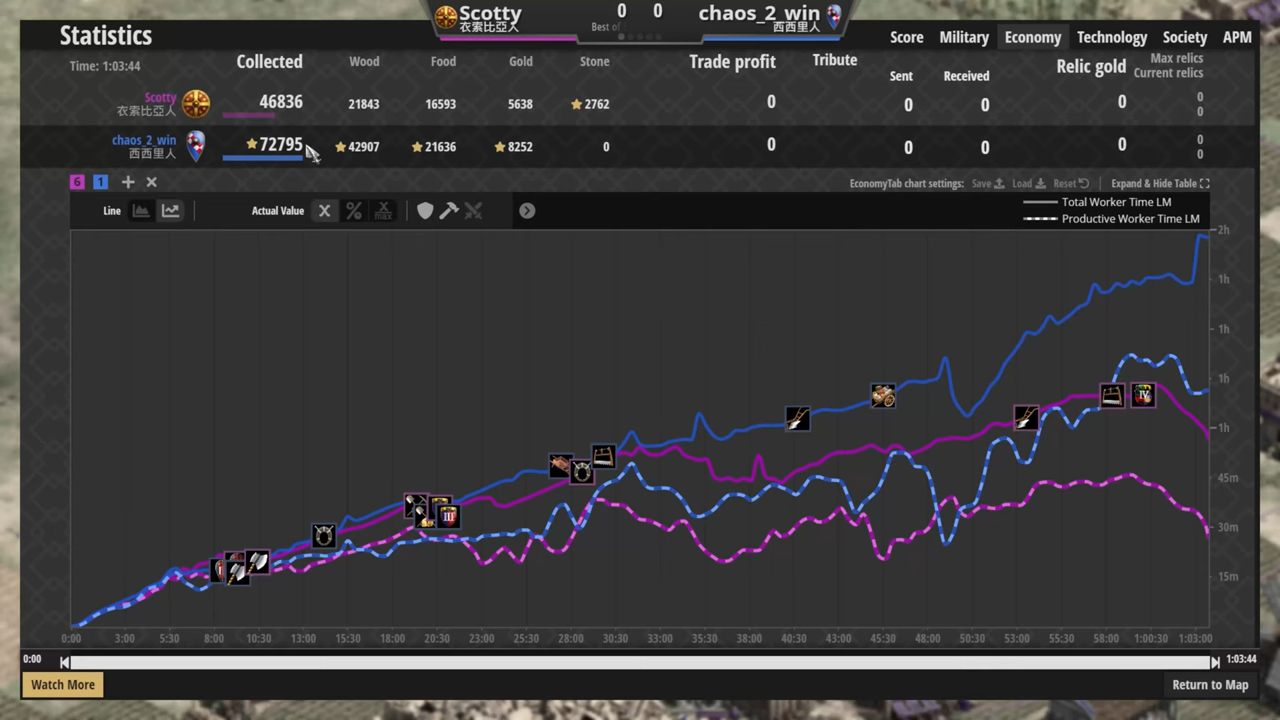 Scotty
衣索比亞人
0 0
Best of
chaos_2_win
西西里人
Statistics
Score Military Economy Technology Society APM
Time: 1:03:44
Collected Wood Food Gold Stone Trade profit Tribute Sent Received Relic gold Max relics
Current relics
Scotty
衣索比亞人
46836 21843 16593 5638 2762 0 0 0 0 0
0
chaos_2_win
西西里人
72795 42907 21636 8252 0 0 0 0 0 0
0
6 1
EconomyTab chart settings: Save Load Reset Expand & Hide Table
Line Actual Value X % X max
Total Worker Time LM
Productive Worker Time LM
2h
1h
1h
1h
1h
45m
30m
15m
III
IV
0:00 3:00 5:30 8:00 10:30 13:00 15:30 18:00 20:30 23:00 25:30 28:00 30:30 33:00 35:30 38:00 40:30 43:00 45:30 48:00 50:30 53:00 55:30 58:00 1:00:30 1:03:00
0:00 1:03:44
Watch More
Return to Map